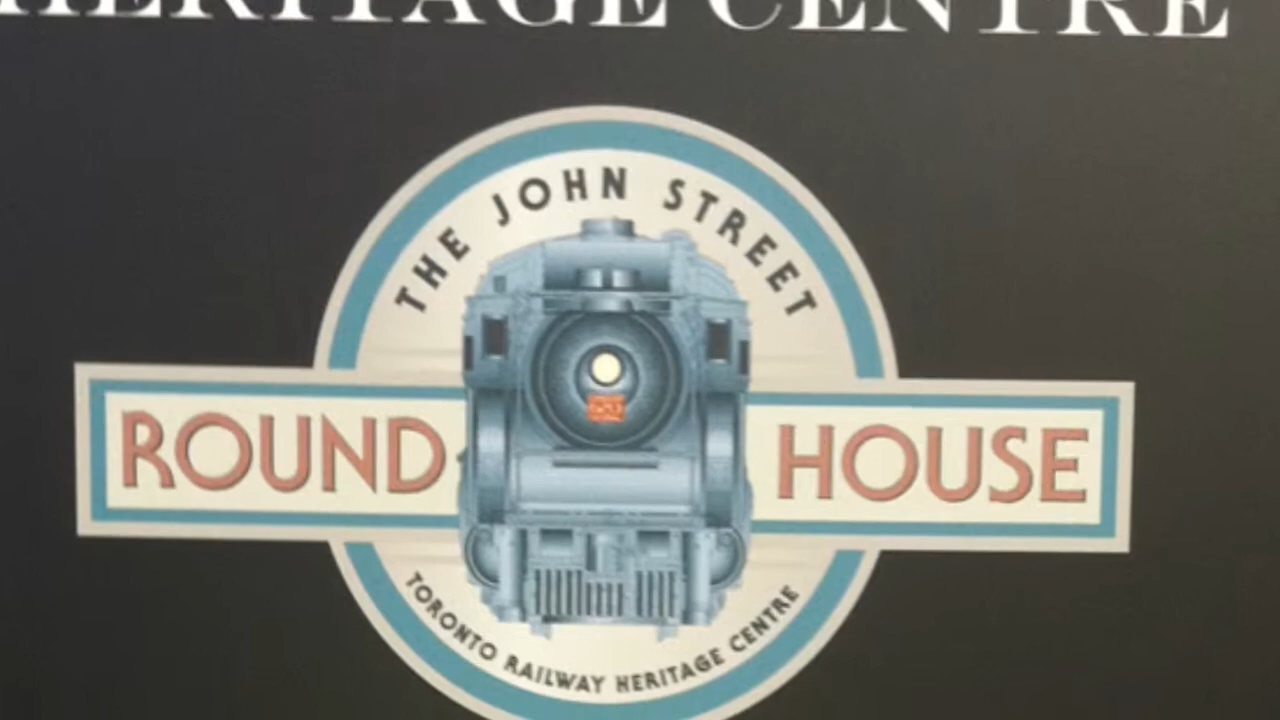 HERITAGE CENTRE
THE JOHN STREET
ROUND HOUSE
TORONTO RAILWAY HERITAGE CENTRE